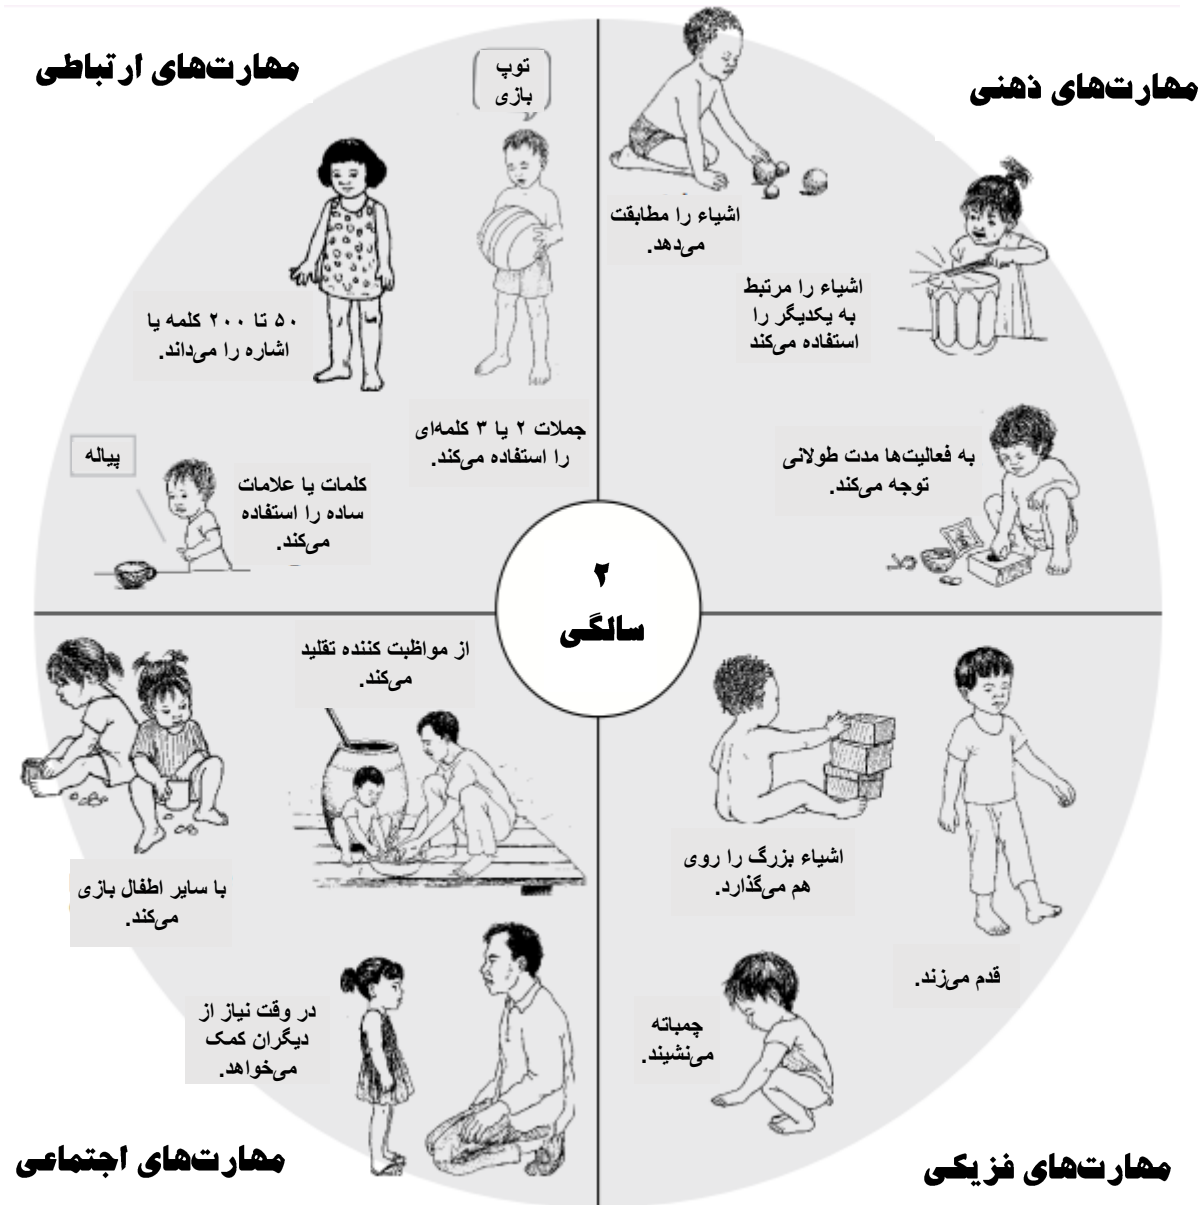 مهارت‌های ذهنی
اشیاء را مطابقت
می‌دهد.
اشیاء را مرتبط
به یکدیگر را
استفاده می‌کند
به فعالیت‌ها مدت طولانی
توجه می‌کند.
مهارت‌های ارتباطی
توپ
بازی
۵۰ تا ۲۰۰ کلمه یا
اشاره را می‌داند.
جملات ۲ یا ۳ کلمه‌ای
را استفاده می‌کند.
پیاله
کلمات یا علامات
ساده را استفاده
می‌کند.
۲
سالگی
اشیاء بزرگ را روی
هم می‌گذارد.
قدم می‌زند.
چمباته
می‌نشیند.
مهارت‌های فزیکی
از مواظبت کننده تقلید
می‌کند.
با سایر اطفال بازی
می‌کند.
در وقت نیاز از
دیگران کمک
می‌خواهد.
مهارت‌های اجتماعی